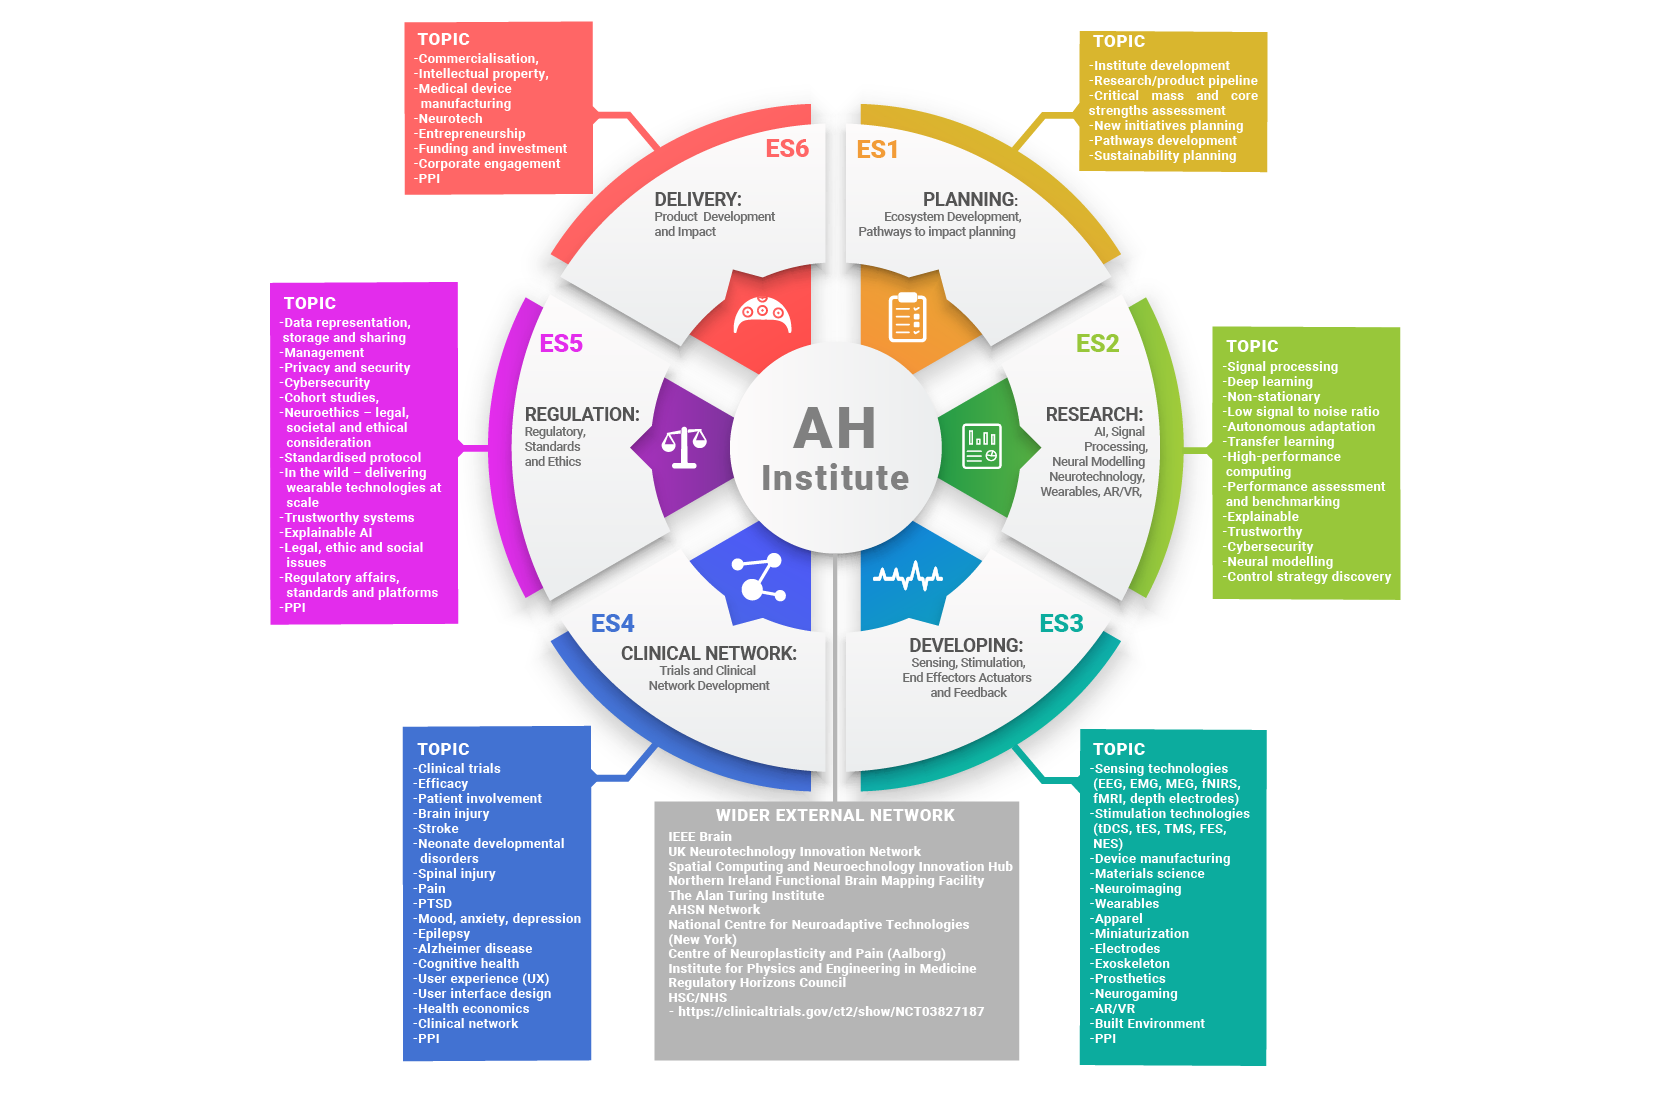 AH
Institute
ES1
PLANNING:
Ecosystem Development,
Pathways to impact planning
TOPIC
-Institute development
-Research/product pipeline
-Critical mass and core
strengths assessment
-New initiatives planning
-Pathways development
-Sustainability planning
ES2
RESEARCH:
AI, Signal
Processing,
Neural Modelling
Neurotechnology,
Wearables, AR/VR,
TOPIC
-Signal processing
-Deep learning
-Non-stationary
-Low signal to noise ratio
-Autonomous adaptation
-Transfer learning
-High-performance
computing
-Performance assessment
and benchmarking
-Explainable
-Trustworthy
-Cybersecurity
-Neural modelling
-Control strategy discovery
ES3
DEVELOPING:
Sensing, Stimulation,
End Effectors Actuators
and Feedback
TOPIC
-Sensing technologies
(EEG, EMG, MEG, fNIRS,
fMRI, depth electrodes)
-Stimulation technologies
(tDCS, tES, TMS, FES,
NES)
-Device manufacturing
-Materials science
-Neuroimaging
-Wearables
-Apparel
-Miniaturization
-Electrodes
-Exoskeleton
-Prosthetics
-Neurogaming
-AR/VR
-Built Environment
-PPI
ES4
CLINICAL NETWORK:
Trials and Clinical
Network Development
TOPIC
-Clinical trials
-Efficacy
-Patient involvement
-Brain injury
-Stroke
-Neonate developmental
disorders
-Spinal injury
-Pain
-PTSD
-Mood, anxiety, depression
-Epilepsy
-Alzheimer disease
-Cognitive health
-User experience (UX)
-User interface design
-Health economics
-Clinical network
-PPI
ES5
REGULATION:
Regulatory,
Standards
and Ethics
TOPIC
-Data representation,
storage and sharing
-Management
-Privacy and security
-Cybersecurity
-Cohort studies,
-Neuroethics – legal,
societal and ethical
consideration
-Standardised protocol
-In the wild – delivering
wearable technologies at
scale
-Trustworthy systems
-Explainable AI
-Legal, ethic and social
issues
-Regulatory affairs,
standards and platforms
-PPI
ES6
DELIVERY:
Product Development
and Impact
TOPIC
-Commercialisation,
-Intellectual property,
-Medical device
manufacturing
-Neurotech
-Entrepreneurship
-Funding and investment
-Corporate engagement
-PPI
WIDER EXTERNAL NETWORK
IEEE Brain
UK Neurotechnology Innovation Network
Spatial Computing and Neuroechnology Innovation Hub
Northern Ireland Functional Brain Mapping Facility
The Alan Turing Institute
AHSN Network
National Centre for Neuroadaptive Technologies
(New York)
Centre of Neuroplasticity and Pain (Aalborg)
Institute for Physics and Engineering in Medicine
Regulatory Horizons Council
HSC/NHS
- https://clinicaltrials.gov/ct2/show/NCT03827187